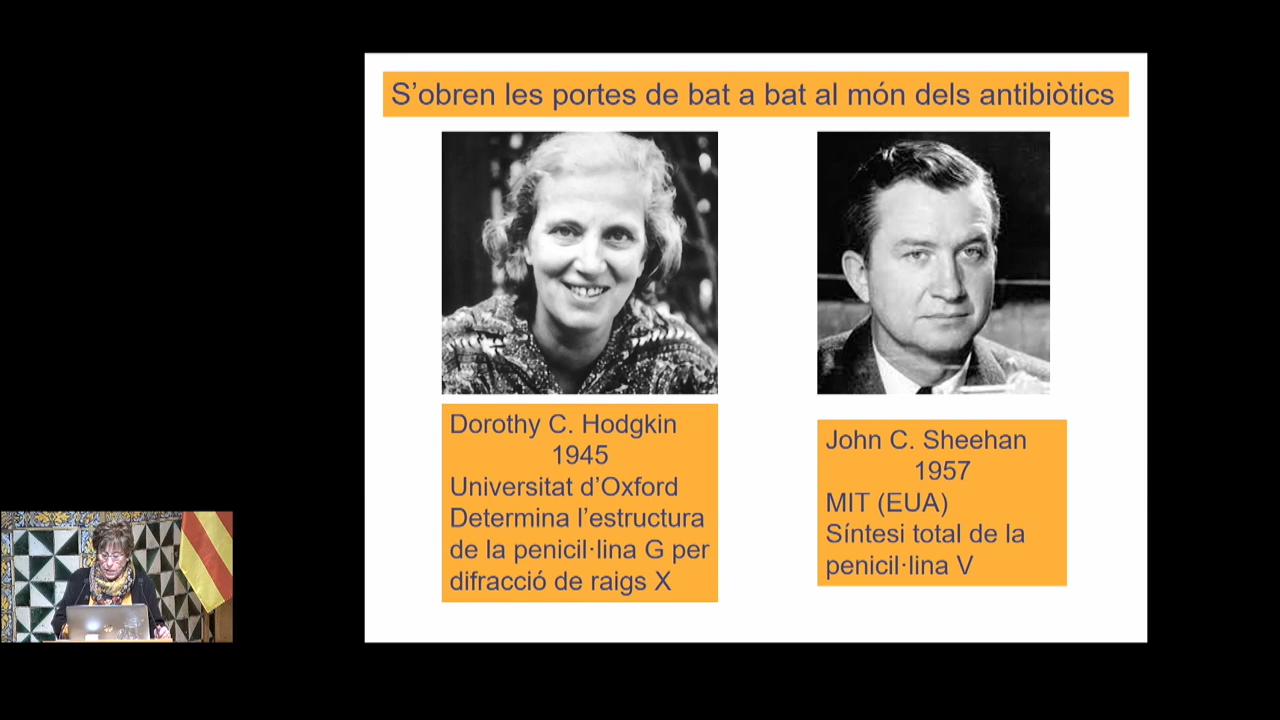 S’obren les portes de bat a bat al món dels antibiòtics
Dorothy C. Hodgkin
1945
Universitat d’Oxford
Determina l’estructura
de la penicil·lina G per
difracció de raigs X
John C. Sheehan
1957
MIT (EUA)
Síntesi total de la
penicil·lina V